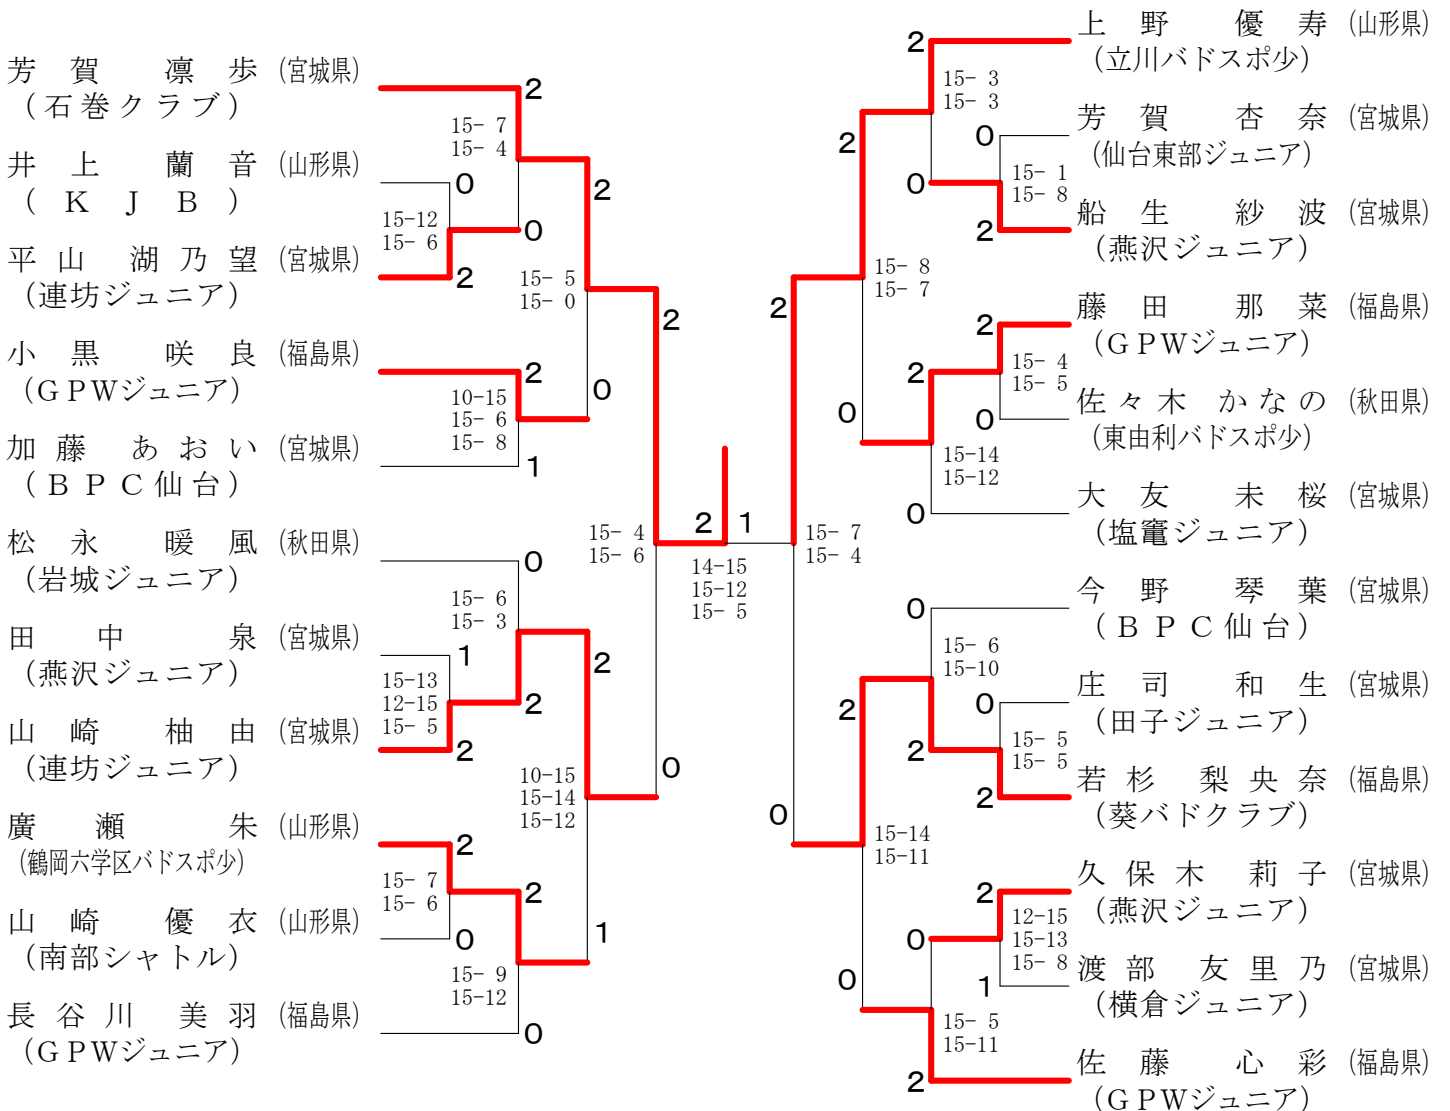 芳賀 凛歩 (宮城県)
(石巻クラブ)
井上 蘭音 (山形県)
(KJB)
平山 湖乃望 (宮城県)
(連坊ジュニア)
小黒 咲良 (福島県)
(GPWジュニア)
加藤 あおい (宮城県)
(BPC仙台)
松永 暖風 (秋田県)
(岩城ジュニア)
田中 泉 (宮城県)
(燕沢ジュニア)
山崎 柚由 (宮城県)
(連坊ジュニア)
廣瀬 朱 (山形県)
(鶴岡六学区バドスポ少)
山崎 優衣 (山形県)
(南部シャトル)
長谷川 美羽 (福島県)
(GPWジュニア)
2
15- 7
15- 4
0
0
15-12
15- 6
2
2
15- 5
15- 0
0
2
10-15
15- 6
15- 8
1
2
15- 4
15- 6
0
0
15- 6
15- 3
2
1
15-13
12-15
15- 5
2
2
10-15
15-14
15-12
1
2
15- 7
15- 6
0
2
15- 9
15-12
0
2 1
14-15
15-12
15- 5
2
15- 7
15- 4
0
2
15- 8
15- 7
0
2
15- 3
15- 3
0
0
15- 1
15- 8
2
2
15- 4
15- 5
0
2
15-14
15-12
0
2
15-14
15-11
0
0
15- 6
15-10
2
0
15- 5
15- 5
2
2
12-15
15-13
15- 8
1
0
15- 5
15-11
2
上野 優寿 (山形県)
(立川バドスポ少)
芳賀 杏奈 (宮城県)
(仙台東部ジュニア)
船生 紗波 (宮城県)
(燕沢ジュニア)
藤田 那菜 (福島県)
(GPWジュニア)
佐々木 かなの (秋田県)
(東由利バドスポ少)
大友 未桜 (宮城県)
(塩竈ジュニア)
今野 琴葉 (宮城県)
(BPC仙台)
庄司 和生 (宮城県)
(田子ジュニア)
若杉 梨央奈 (福島県)
(葵バドクラブ)
久保木 莉子 (宮城県)
(燕沢ジュニア)
渡部 友里乃 (宮城県)
(横倉ジュニア)
佐藤 心彩 (福島県)
(GPWジュニア)